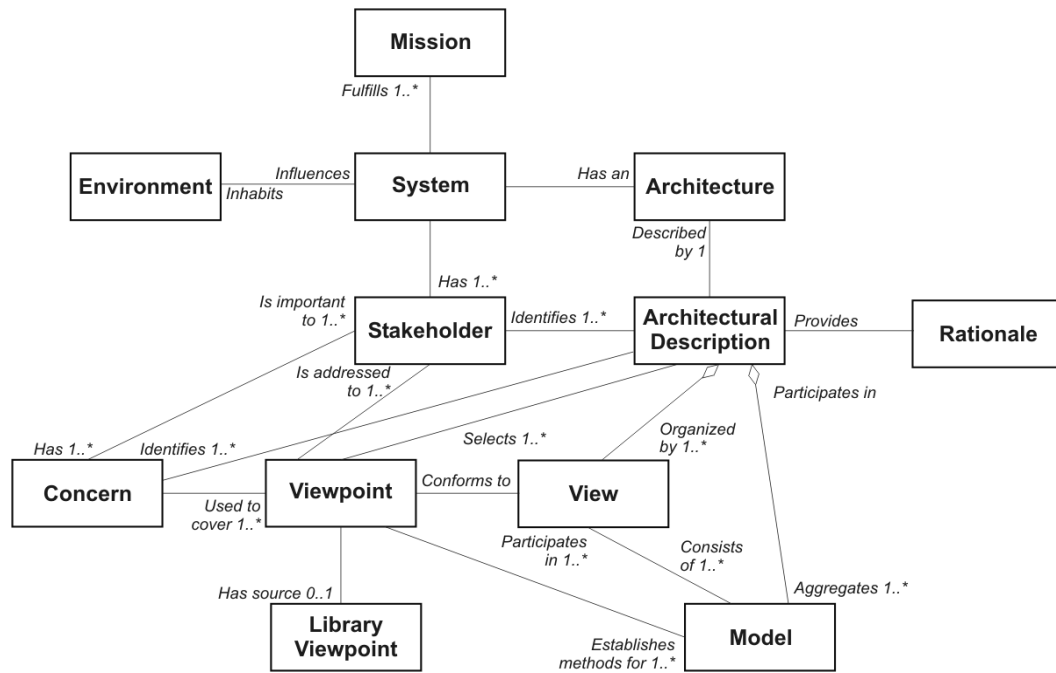 Mission
Fulfills 1..*
Environment
Influences
Inhabits
System
Has an
Architecture
Described
by 1
Has 1..*
Is important
to 1..*
Stakeholder
Identifies 1..*
Architectural
Description
Provides
Rationale
Is addressed
to 1..*
Participates in
Has 1..*
Identifies 1..*
Selects 1..*
Organized
by 1..*
Concern
Used to
cover 1..*
Viewpoint
Conforms to
View
Participates
in 1..*
Consists
of 1..*
Has source 0..1
Aggregates 1..*
Library
Viewpoint
Establishes
methods for 1..*
Model